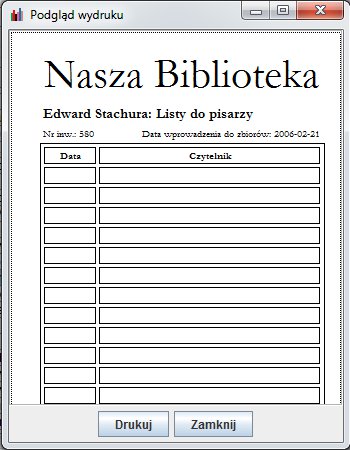 Podgląd wydruku
Nasza Biblioteka
Edward Stachura: Listy do pisarzy
Nr inw.: 580 Data wprowadzenia do zbiorów: 2006-02-21
Data Czytelnik
Drukuj Zamknij